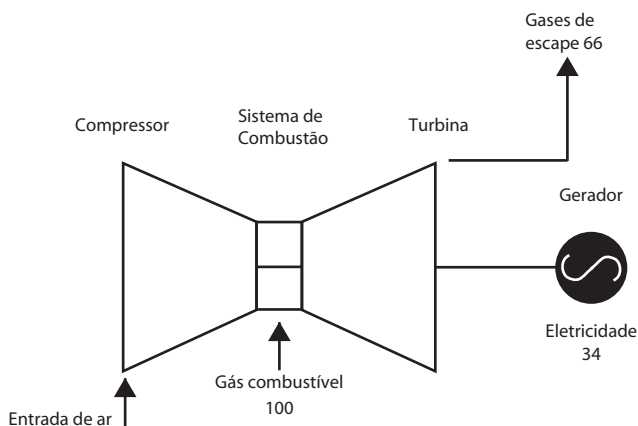 Gases de
escape 66
Compressor
Sistema de
Combustão
Turbina
Gerador
Eletricidade
34
Gás combustível
100
Entrada de ar